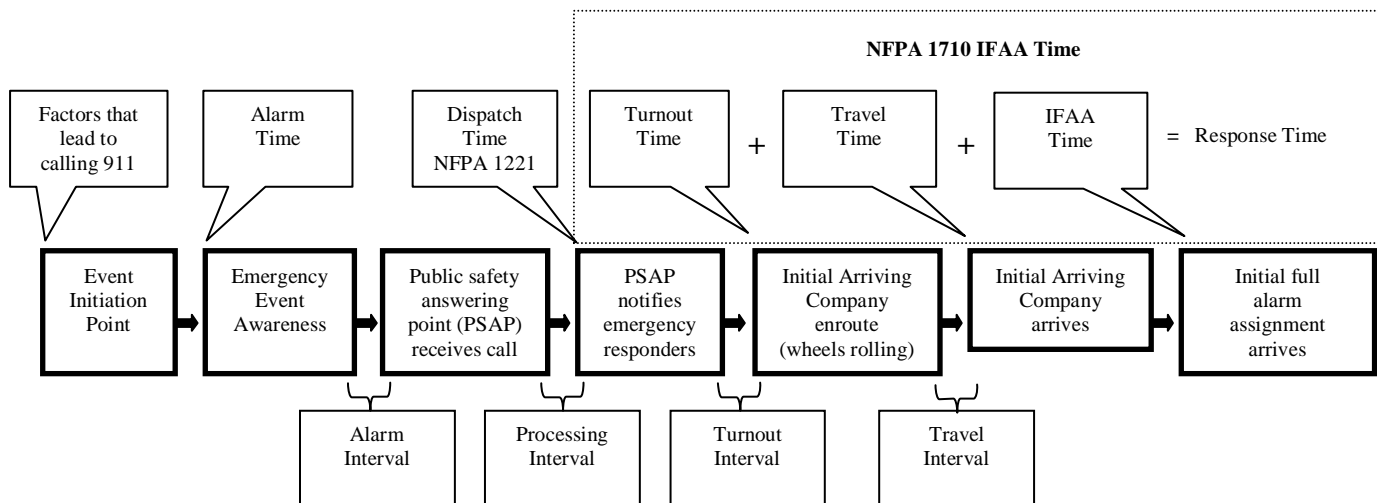 NFPA 1710 IFAA Time
Factors that
lead to
calling 911
Alarm
Time
Dispatch
Time
NFPA 1221
Turnout
Time
+
Travel
Time
+
IFAA
Time
= Response Time
Event
Initiation
Point
Emergency
Event
Awareness
Public safety
answering
point (PSAP)
receives call
PSAP
notifies
emergency
responders
Initial Arriving
Company
enroute
(wheels rolling)
Initial Arriving
Company
arrives
Initial full
alarm
assignment
arrives
Alarm
Interval
Processing
Interval
Turnout
Interval
Travel
Interval